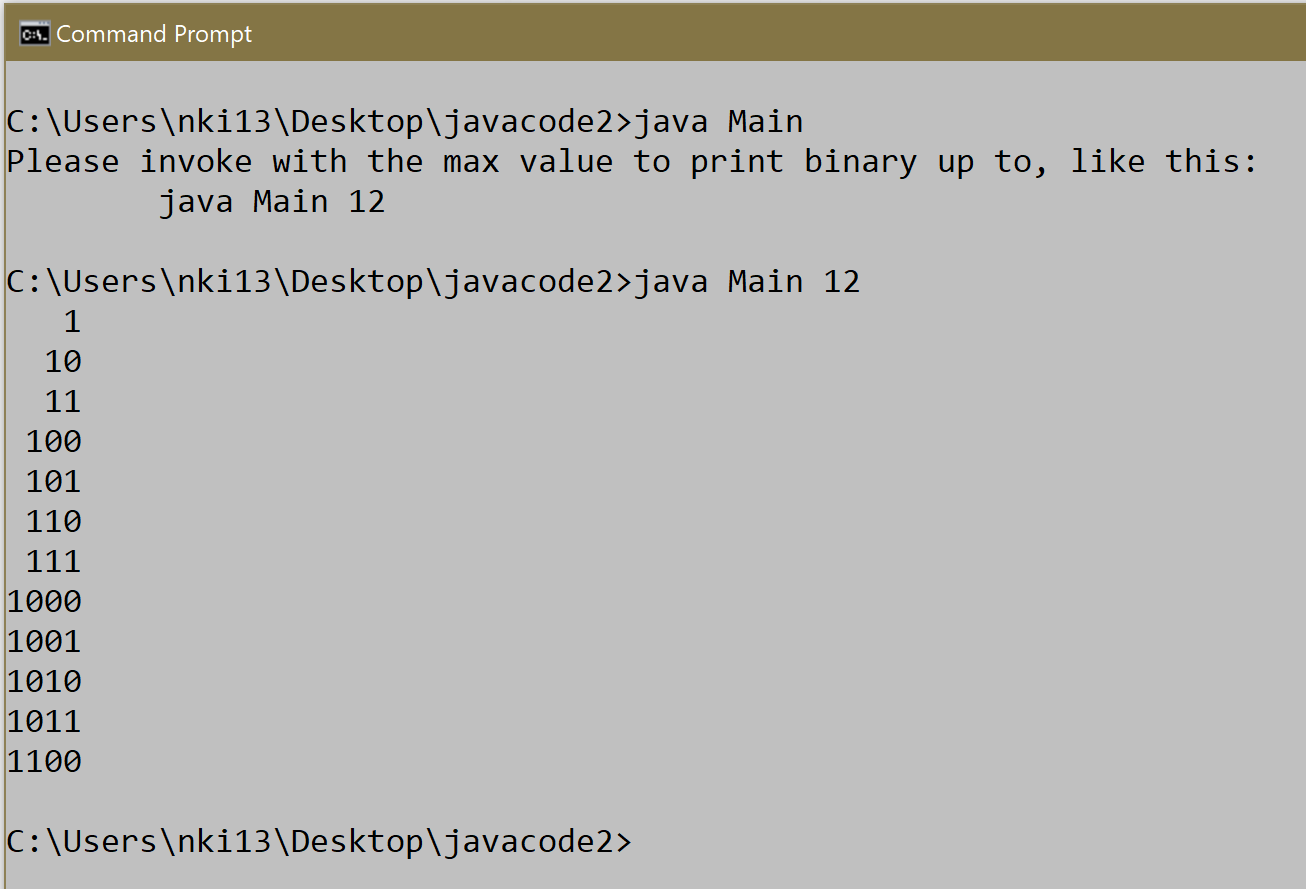 Command Prompt
C:\Users\nki13\Desktop\javacode2>java Main
Please invoke with the max value to print binary up to, like this:
        java Main 12
C:\Users\nki13\Desktop\javacode2>java Main 12
   1
  10
  11
 100
 101
 110
 111
1000
1001
1010
1011
1100
C:\Users\nki13\Desktop\javacode2>